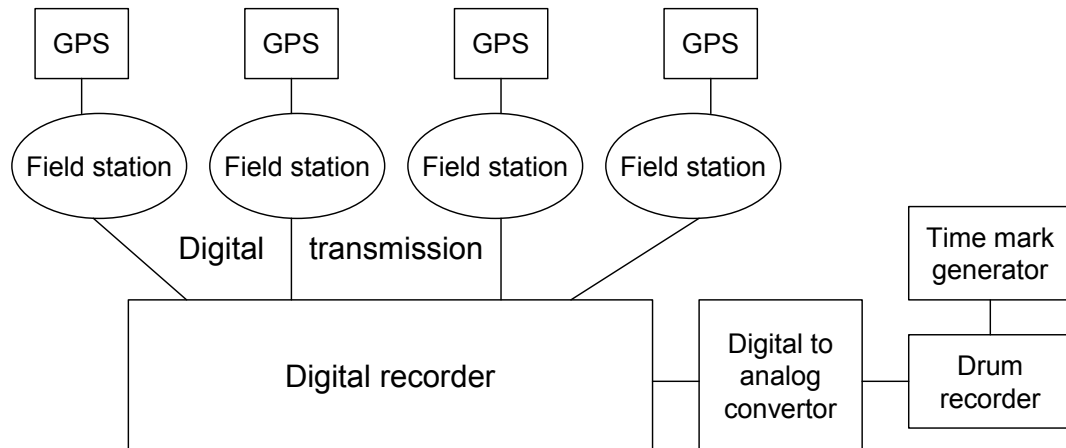 GPS
GPS
GPS
GPS
Field station
Field station
Field station
Field station
Digital transmission
Time mark
generator
Digital recorder
Digital to
analog
convertor
Drum
recorder